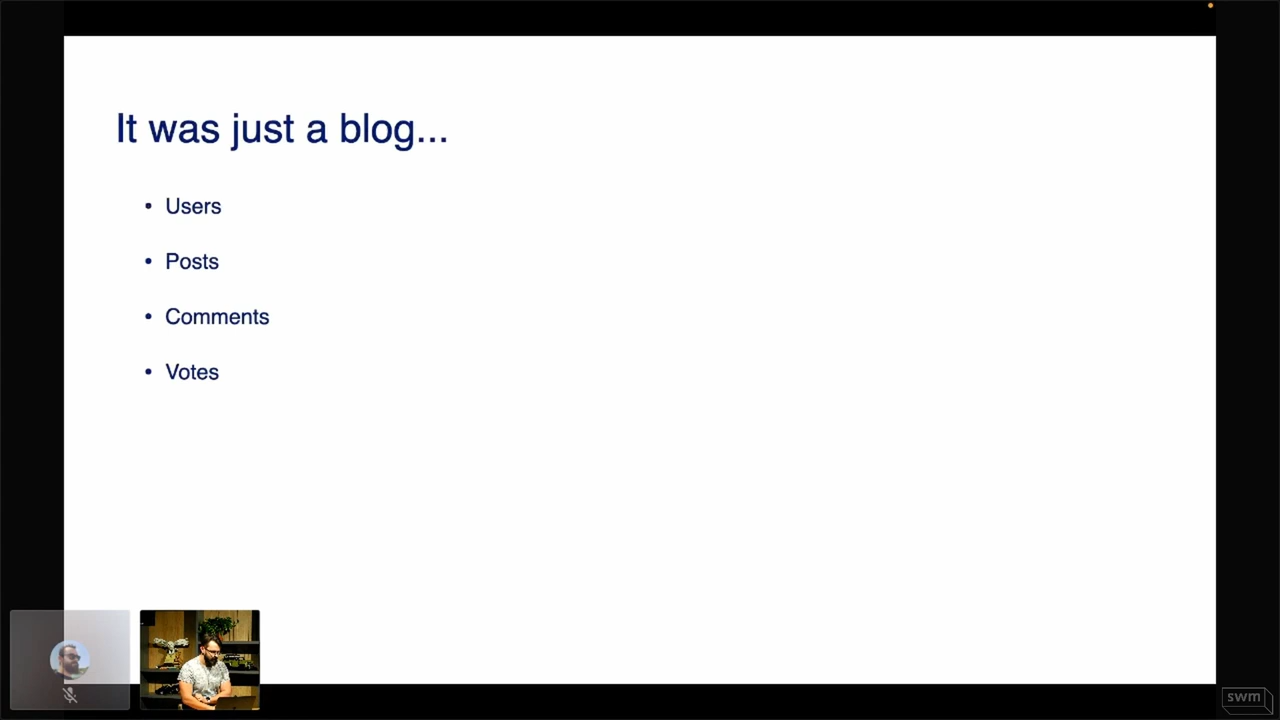 It was just a blog...
• Users
• Posts
• Comments
• Votes
swm